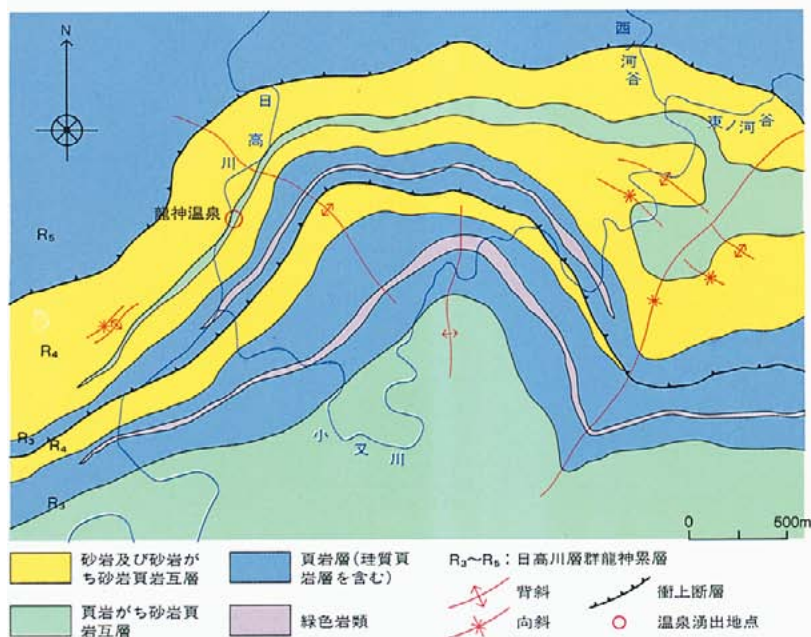 N
西ノ河谷
東ノ河谷
日高川
龍神温泉
R₅
R₄
R₃
R₄
R₃
小又川
0 600m
砂岩及び砂岩が
ち砂岩頁岩互層
頁岩層(珪質頁
岩層を含む)
R₃~R₅:日高川層群龍神累層
背斜
衝上断層
頁岩がち砂岩頁
岩互層
緑色岩類
向斜
温泉湧出地点